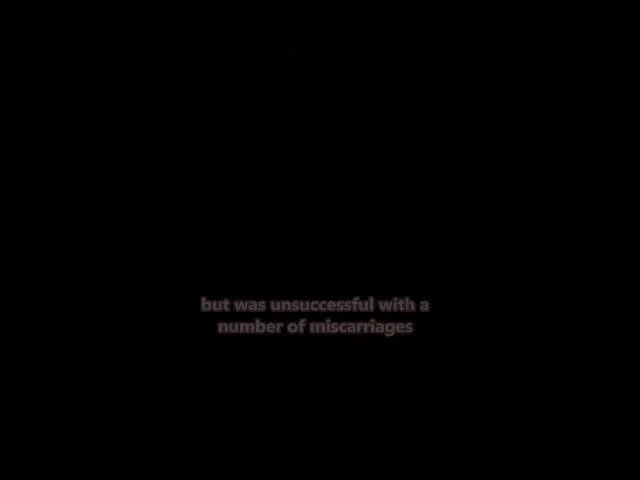 but was unsuccessful with a
number of miscarriages